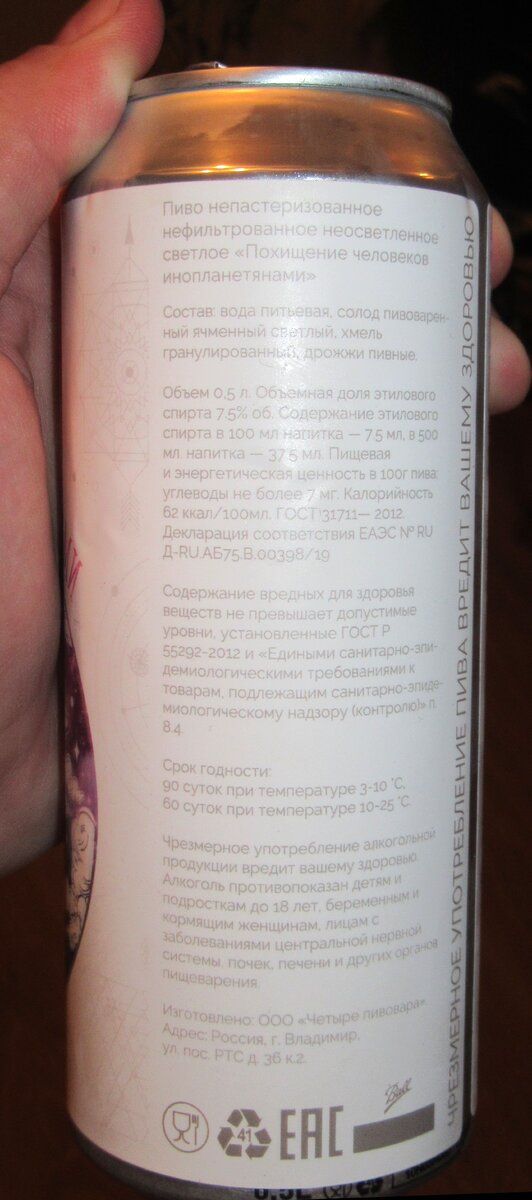 Пиво непастеризованное
нефильтрованное неосветленное
светлое «Похищение человеков
инопланетянами»
Состав: вода питьевая, солод пивоварен-
ный ячменный светлый, хмель
гранулированный, дрожжи пивные.
Объем 0,5 л. Объемная доля этилового
спирта 7,5% об. Содержание этилового
спирта в 100 мл напитка — 7,5 мл, в 500
мл. напитка — 37,5 мл. Пищевая
и энергетическая ценность в 100г пива:
углеводы не более 7 мг. Калорийность
62 ккал/100мл. ГОСТ 31711— 2012.
Декларация соответствия ЕАЭС № RU
Д-RU.АБ75.В.00398/19
Содержание вредных для здоровья
веществ не превышает допустимые
уровни, установленные ГОСТ Р
55292-2012 и «Едиными санитарно-эпи-
демиологическими требованиями к
товарам, подлежащим санитарно-эпиде-
миологическому надзору (контролю)» п.
8.4.
Срок годности:
90 суток при температуре 3-10 °С,
60 суток при температуре 10-25 °С.
Чрезмерное употребление алкогольной
продукции вредит вашему здоровью.
Алкоголь противопоказан детям и
подросткам до 18 лет, беременным и
кормящим женщинам, лицам с
заболеваниями центральной нервной
системы, почек, печени и других органов
пищеварения.
Изготовлено: ООО «Четыре пивовара».
Адрес: Россия, г. Владимир,
ул. пос. РТС д. 36 к.2.
41
ЕАС
Ball
ЧРЕЗМЕРНОЕ УПОТРЕБЛЕНИЕ ПИВА ВРЕДИТ ВАШЕМУ ЗДОРОВЬЮ
0,5L